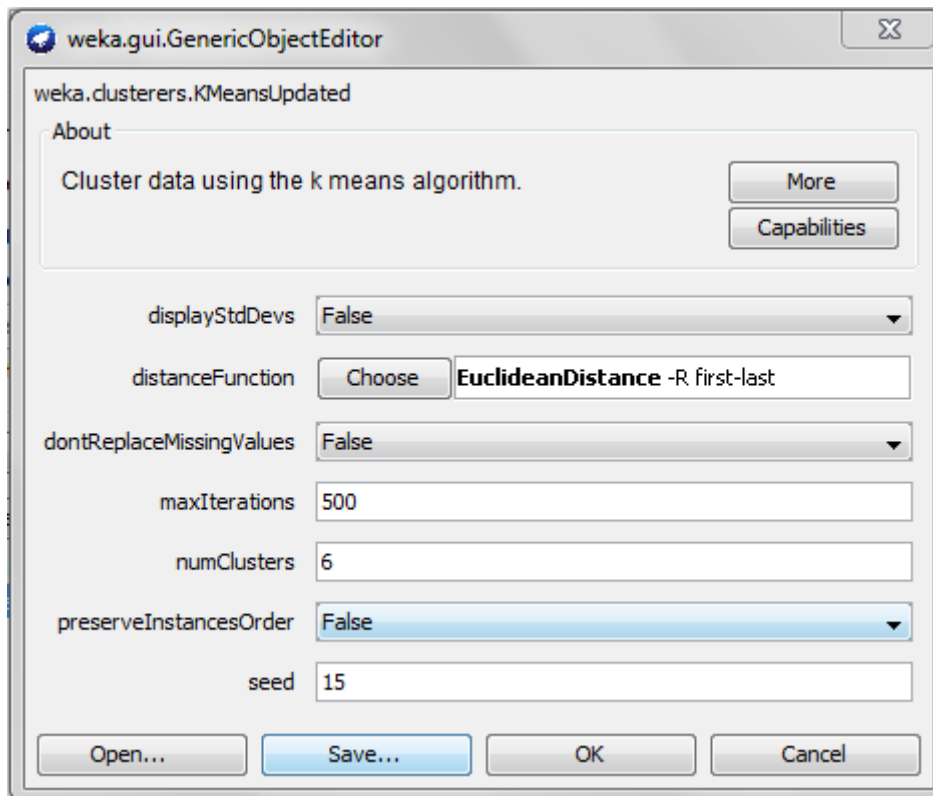 weka.gui.GenericObjectEditor
weka.clusterers.KMeansUpdated
About
Cluster data using the k means algorithm.
More
Capabilities
displayStdDevs False
distanceFunction Choose EuclideanDistance -R first-last
dontReplaceMissingValues False
maxIterations 500
numClusters 6
preserveInstancesOrder False
seed 15
Open... Save... OK Cancel